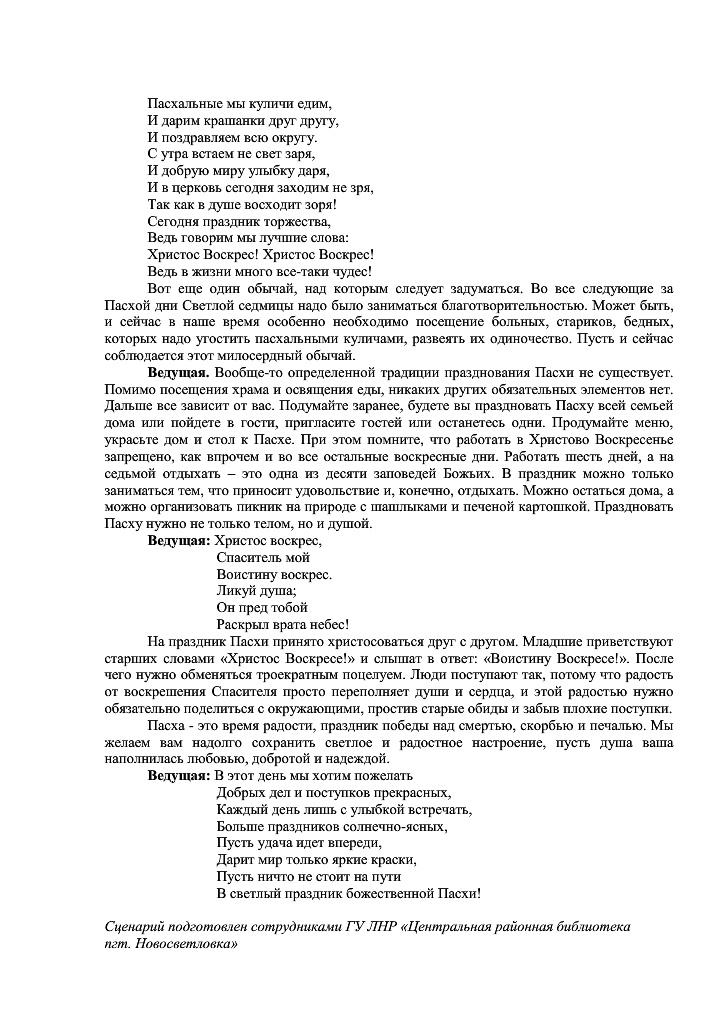 Пасхальные мы куличи едим,
И дарим крашанки друг другу,
И поздравляем всю округу.
С утра встаем не свет заря,
И добрую миру улыбку даря,
И в церковь сегодня заходим не зря,
Так как в душе восходит зоря!
Сегодня праздник торжества,
Ведь говорим мы лучшие слова:
Христос Воскрес! Христос Воскрес!
Ведь в жизни много все-таки чудес!
Вот еще один обычай, над которым следует задуматься. Во все следующие за
Пасхой дни Светлой седмицы надо было заниматься благотворительностью. Может быть,
и сейчас в наше время особенно необходимо посещение больных, стариков, бедных,
которых надо угостить пасхальными куличами, развеять их одиночество. Пусть и сейчас
соблюдается этот милосердный обычай.
Ведущая. Вообще-то определенной традиции празднования Пасхи не существует.
Помимо посещения храма и освящения еды, никаких других обязательных элементов нет.
Дальше все зависит от вас. Подумайте заранее, будете вы праздновать Пасху всей семьей
дома или пойдете в гости, пригласите гостей или останетесь одни. Продумайте меню,
украсьте дом и стол к Пасхе. При этом помните, что работать в Христово Воскресенье
запрещено, как впрочем и во все остальные воскресные дни. Работать шесть дней, а на
седьмой отдыхать – это одна из десяти заповедей Божьих. В праздник можно только
заниматься тем, что приносит удовольствие и, конечно, отдыхать. Можно остаться дома, а
можно организовать пикник на природе с шашлыками и печеной картошкой. Праздновать
Пасху нужно не только телом, но и душой.
Ведущая: Христос воскрес,
Спаситель мой
Воистину воскрес.
Ликуй душа;
Он пред тобой
Раскрыл врата небес!
На праздник Пасхи принято христосоваться друг с другом. Младшие приветствуют
старших словами «Христос Воскресе!» и слышат в ответ: «Воистину Воскресе!». После
чего нужно обменяться троекратным поцелуем. Люди поступают так, потому что радость
от воскрешения Спасителя просто переполняет души и сердца, и этой радостью нужно
обязательно поделиться с окружающими, простив старые обиды и забыв плохие поступки.
Пасха - это время радости, праздник победы над смертью, скорбью и печалью. Мы
желаем вам надолго сохранить светлое и радостное настроение, пусть душа ваша
наполнилась любовью, добротой и надеждой.
Ведущая: В этот день мы хотим пожелать
Добрых дел и поступков прекрасных,
Каждый день лишь с улыбкой встречать,
Больше праздников солнечно-ясных,
Пусть удача идет впереди,
Дарит мир только яркие краски,
Пусть ничто не стоит на пути
В светлый праздник божественной Пасхи!
Сценарий подготовлен сотрудниками ГУ ЛНР «Центральная районная библиотека
пгт. Новосветловка»